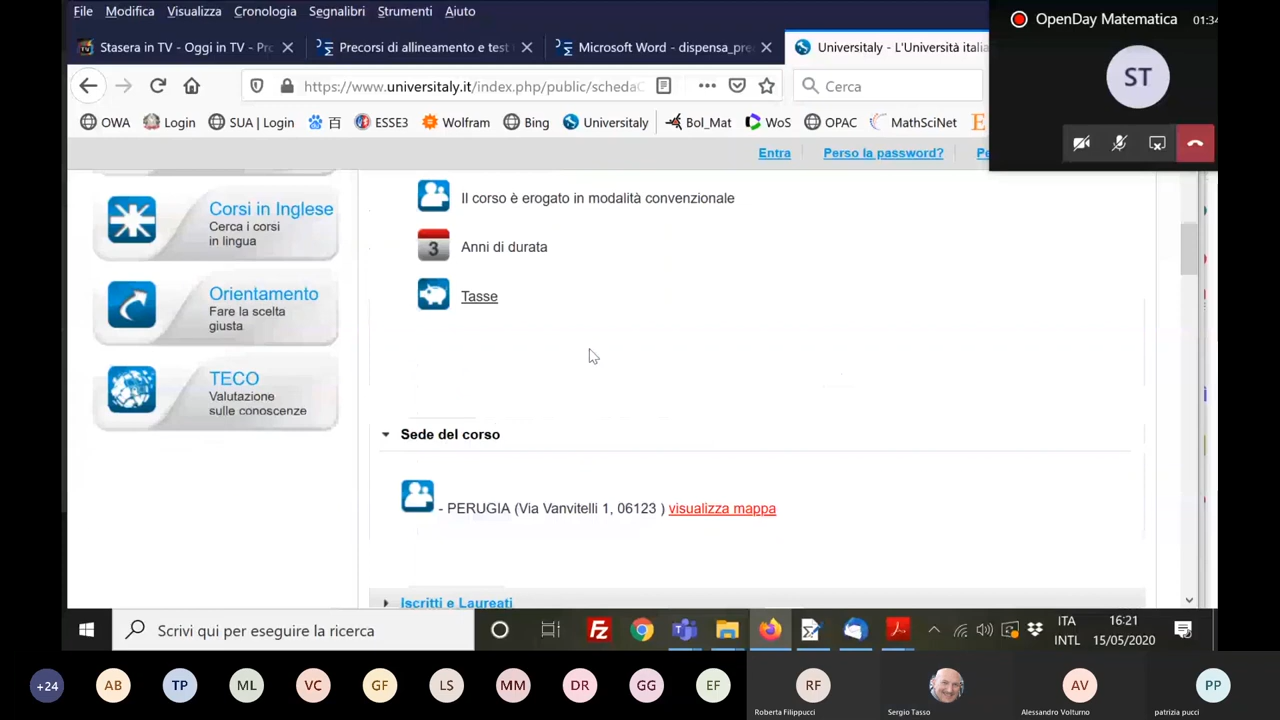 File Modifica Visualizza Cronologia Segnalibri Strumenti Aiuto
OpenDay Matematica 01:34
Stasera in TV - Oggi in TV - Pro
Precorsi di allineamento e test
Microsoft Word - dispensa_pre
Universitaly - L'Università italia
ST
https://www.universitaly.it/index.php/public/schedaC
Cerca
OWA Login SUA | Login 百 ESSE3 Wolfram Bing Universitaly Bol_Mat WoS OPAC MathSciNet E
Entra Perso la password?
Corsi in Inglese
Cerca i corsi
in lingua
Orientamento
Fare la scelta
giusta
TECO
Valutazione
sulle conoscenze
Il corso è erogato in modalità convenzionale
3 Anni di durata
Tasse
Sede del corso
- PERUGIA (Via Vanvitelli 1, 06123 ) visualizza mappa
Iscritti e Laureati
Scrivi qui per eseguire la ricerca
ITA
INTL
16:21
15/05/2020
+24 AB TP ML VC GF LS MM DR GG EF RF AV PP
Roberta Filippucci Sergio Tasso Alessandro Volturno patrizia pucci